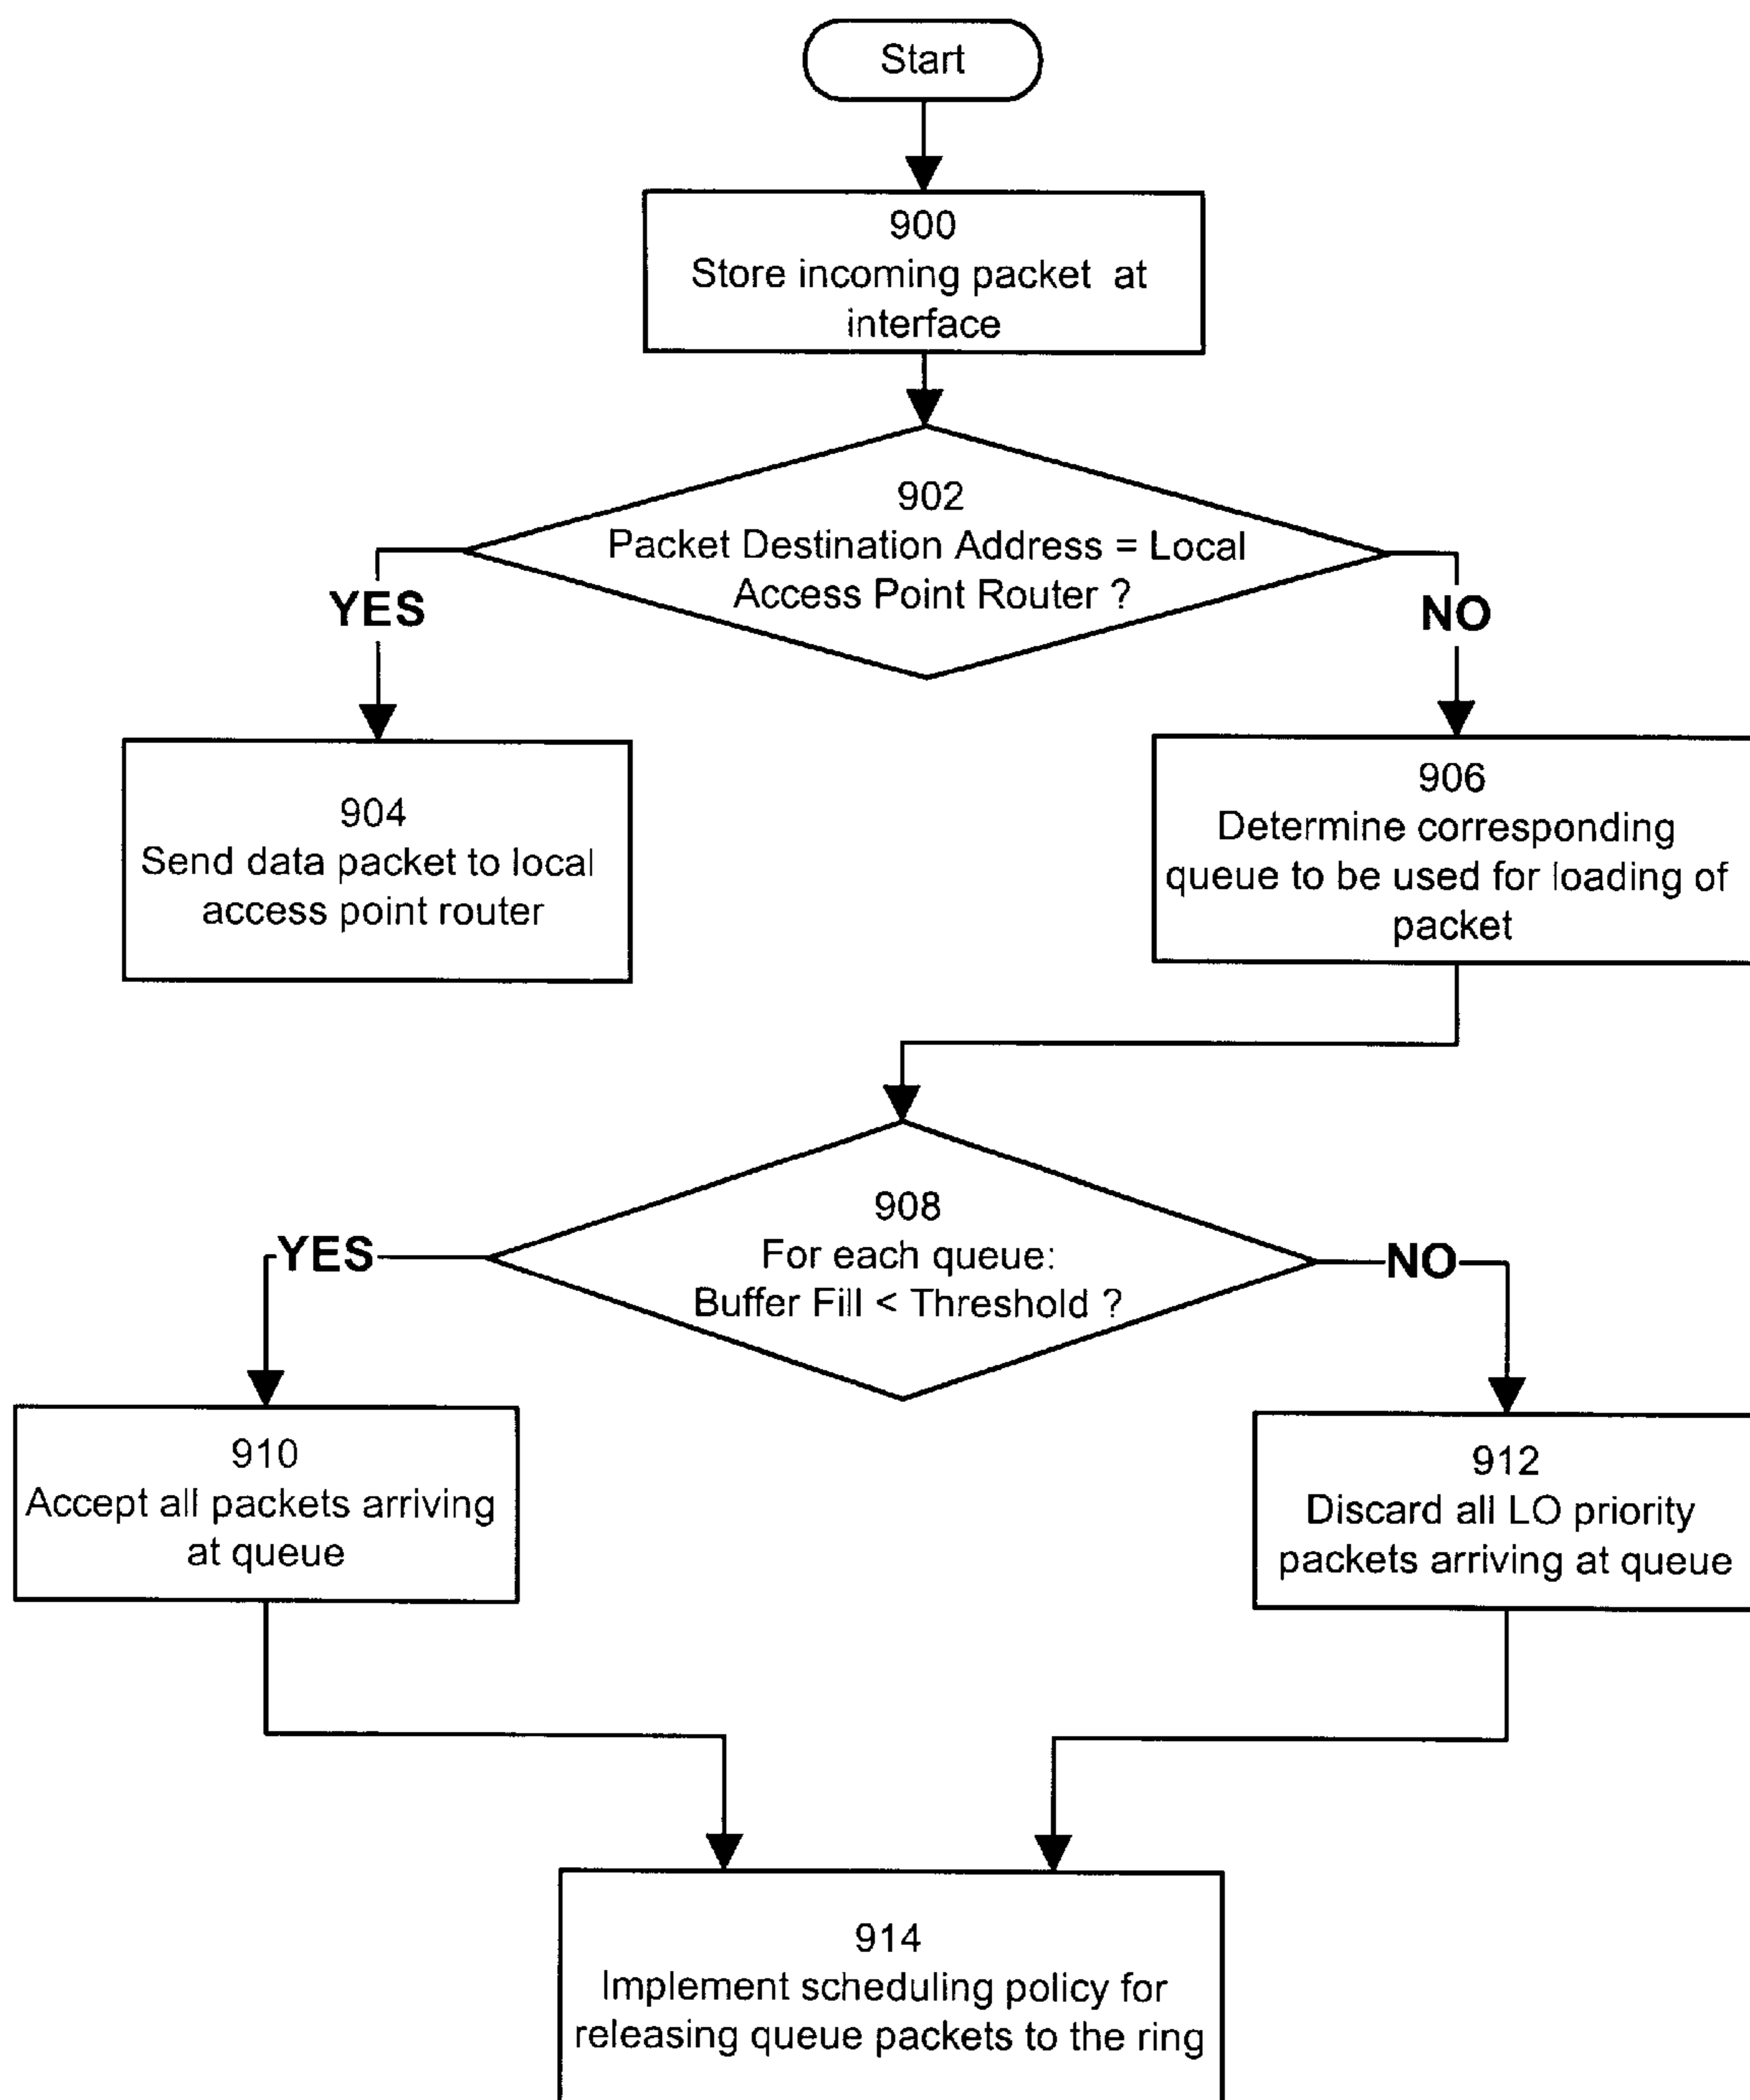 Start
900
Store incoming packet at
interface
902
Packet Destination Address = Local
Access Point Router ?
YES
NO
904
Send data packet to local
access point router
906
Determine corresponding
queue to be used for loading of
packet
908
For each queue:
Buffer Fill < Threshold ?
YES
NO
910
Accept all packets arriving
at queue
912
Discard all LO priority
packets arriving at queue
914
Implement scheduling policy for
releasing queue packets to the ring